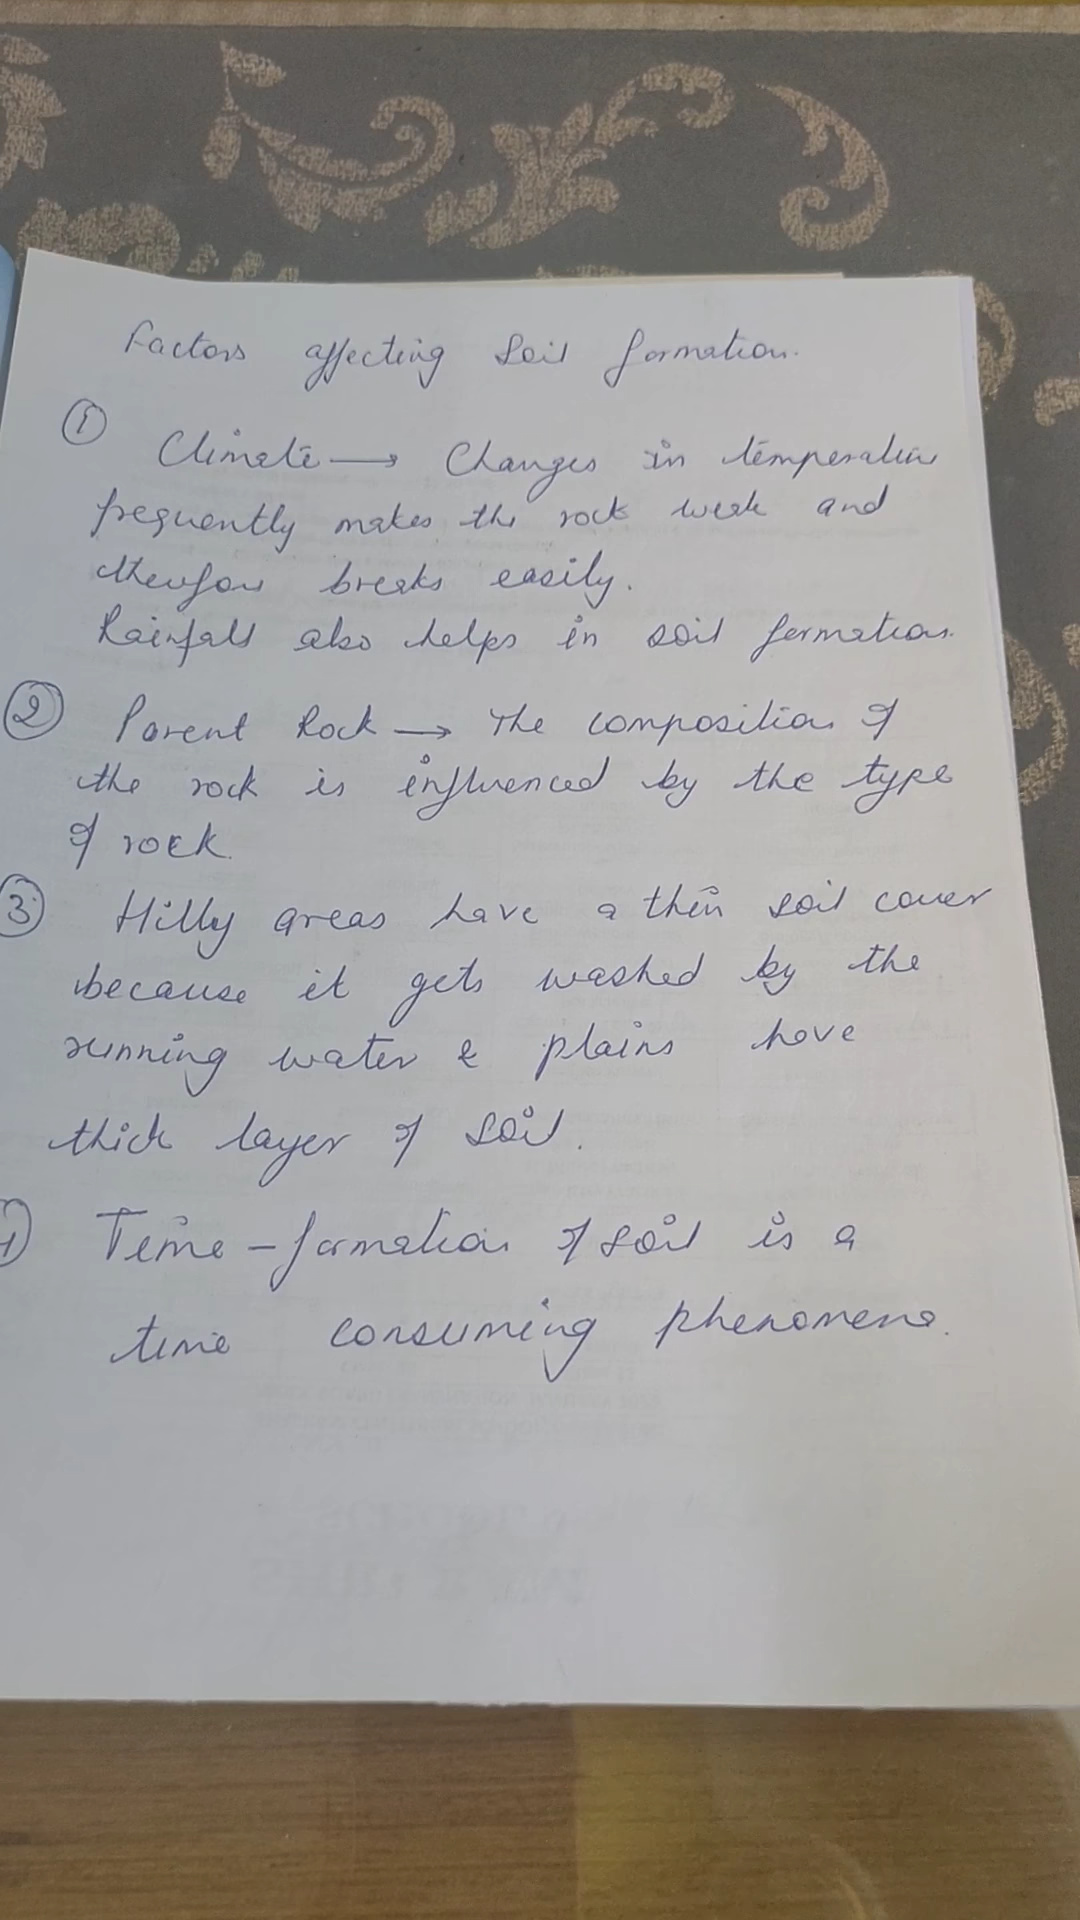 Factors affecting Soil formation.
①
Climate → Changes in temperature
frequently makes the rock weak and
therefore breaks easily.
Rainfall also helps in soil formation.
② Parent Rock → The composition of
the rock is influenced by the type
of rock.
③ Hilly areas have a thin soil cover
because it gets washed by the
running water & plains have
thick layer of soil.
④ Time - formation of soil is a
time consuming phenomena.